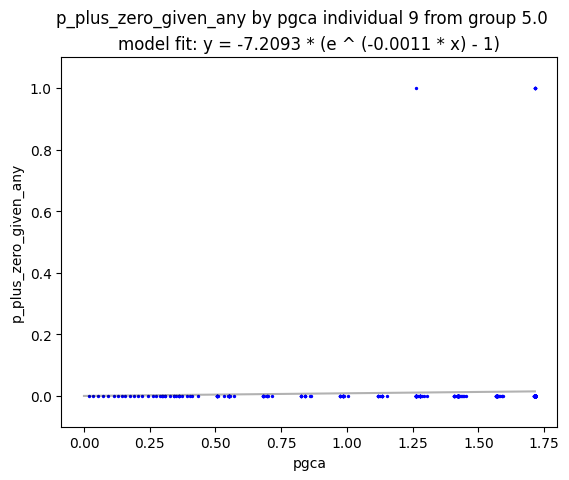 p_plus_zero_given_any by pgca individual 9 from group 5.0
model fit: y = -7.2093 * (e ^ (-0.0011 * x) - 1)
1.0
0.8
0.6
0.4
0.2
0.0
p_plus_zero_given_any
0.00 0.25 0.50 0.75 1.00 1.25 1.50 1.75
pgca